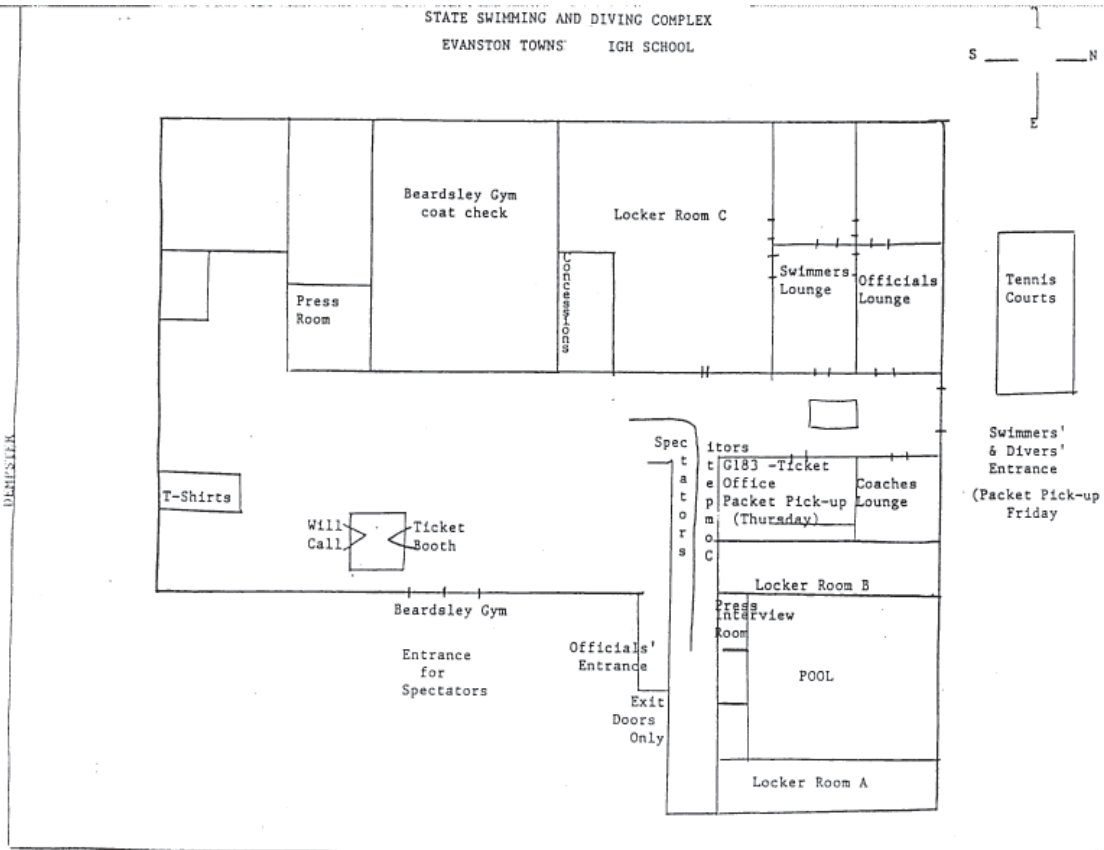 STATE SWIMMING AND DIVING COMPLEX
EVANSTON TOWNS IGH SCHOOL
S
N
E
Beardsley Gym
coat check
Locker Room C
Concessions
Press
Room
Swimmers
Lounge
Officials
Lounge
Tennis
Courts
DEMPSTER
T-Shirts
Will
Call
Ticket
Booth
Spectators
Competitors
G183 -Ticket
Office
Packet Pick-up
(Thursday)
Coaches
Lounge
Swimmers'
& Divers'
Entrance
(Packet Pick-up
Friday
Locker Room B
Beardsley Gym
Entrance
for
Spectators
Officials'
Entrance
Exit
Doors
Only
Press
Interview
Room
POOL
Locker Room A